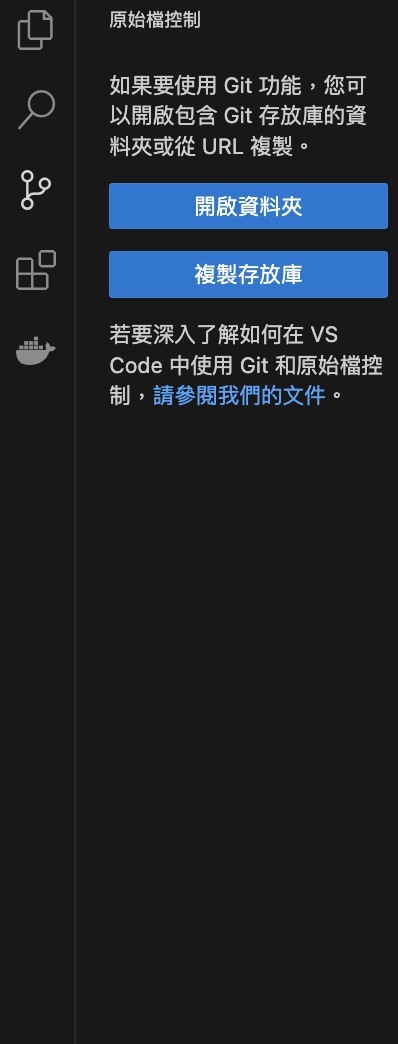 原始檔控制
如果要使用 Git 功能，您可
以開啟包含 Git 存放庫的資
料夾或從 URL 複製。
開啟資料夾
複製存放庫
若要深入了解如何在 VS
Code 中使用 Git 和原始檔控
制，請參閱我們的文件。